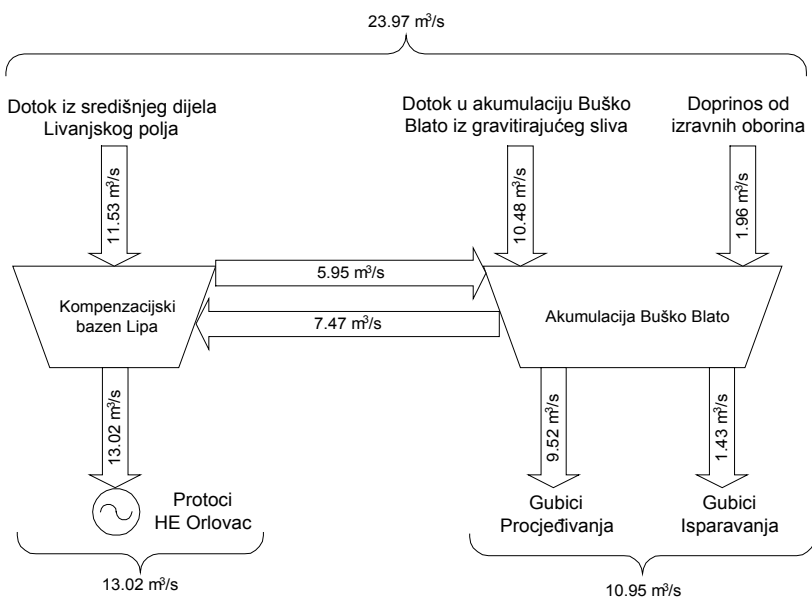 23.97 m³/s
Dotok iz središnjeg dijela
Livanjskog polja
Dotok u akumulaciju Buško
Blato iz gravitirajućeg sliva
Doprinos od
izravnih oborina
11.53 m³/s
10.48 m³/s
1.96 m³/s
5.95 m³/s
Kompenzacijski
bazen Lipa
7.47 m³/s
Akumulacija Buško Blato
13.02 m³/s
9.52 m³/s
1.43 m³/s
Protoci
HE Orlovac
Gubici
Procjeđivanja
Gubici
Isparavanja
13.02 m³/s
10.95 m³/s